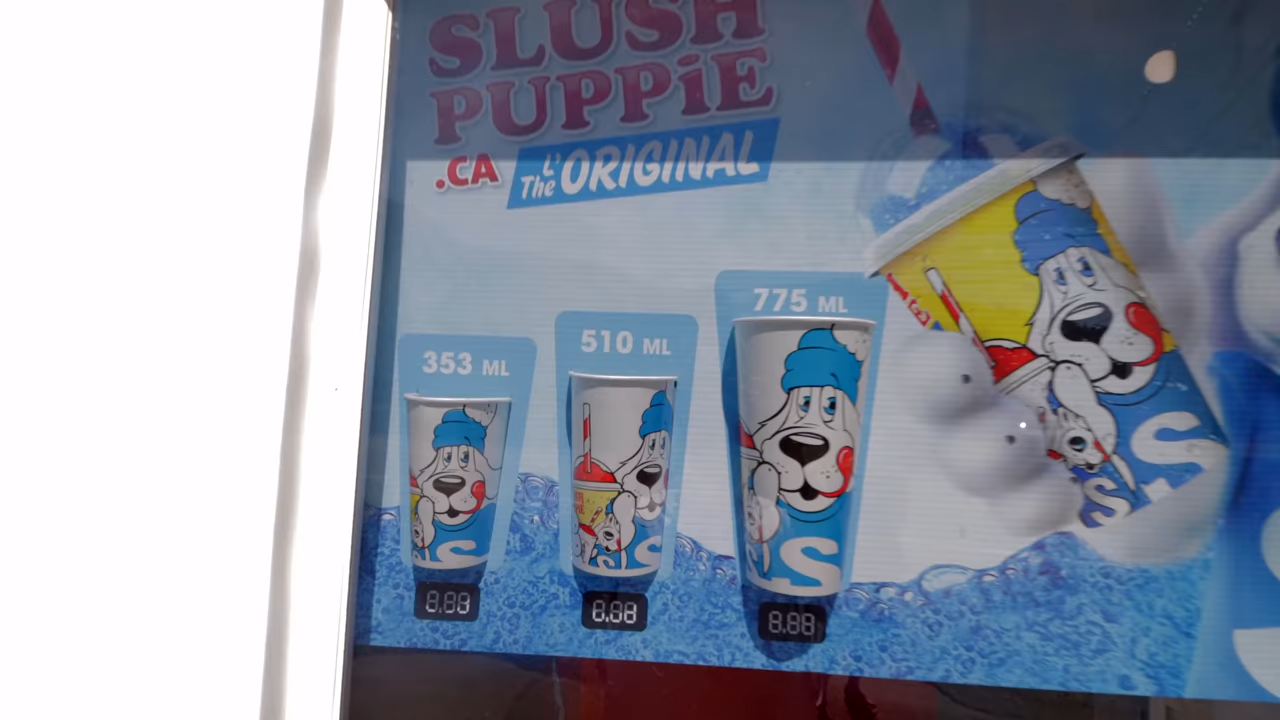 SLUSH
PUPPiE
.CA
L'
The ORIGINAL
353 ML
510 ML
775 ML
8.88
8.88
8.88
S
S
S